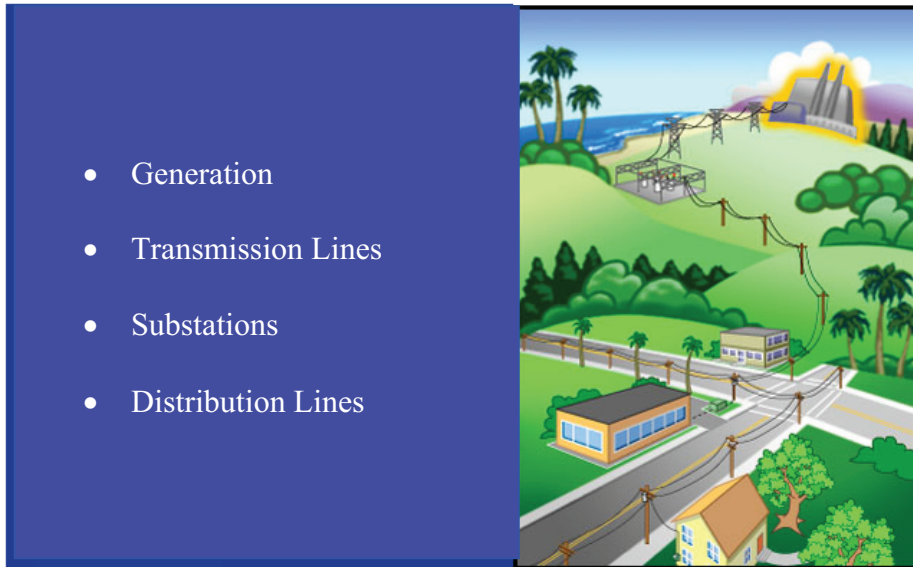 • Generation
• Transmission Lines
• Substations
• Distribution Lines